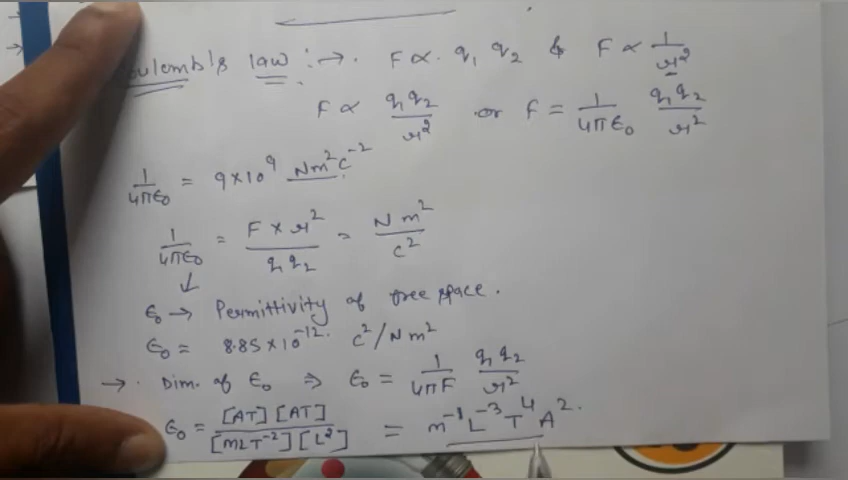 Coulomb's law :→. F ∝. q₁ q₂ & F ∝ 1/r²
F ∝ q₁q₂/r² or F = 1/4πε₀ q₁q₂/r²
1/4πε₀ = 9×10⁹ Nm²C⁻²
1/4πε₀ = F × r²/q₁q₂ = Nm²/C²
ε₀ → Permittivity of free space.
ε₀ = 8.85×10⁻¹². C²/Nm²
→ Dim. of ε₀ ⇒ ε₀ = 1/4πF q₁q₂/r²
ε₀ = [AT][AT]/[MLT⁻²][L²] = M⁻¹L⁻³T⁴A².